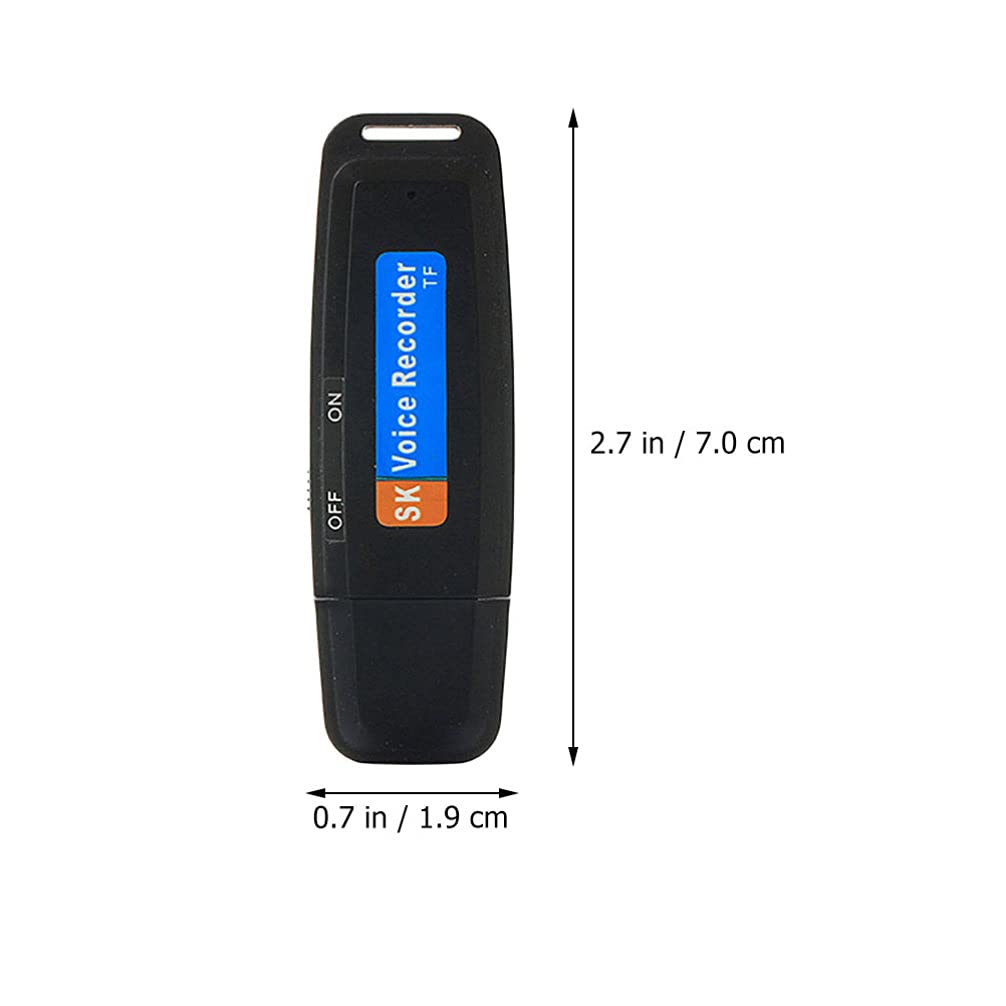 SK Voice Recorder
TF
ON
OFF
2.7 in / 7.0 cm
0.7 in / 1.9 cm